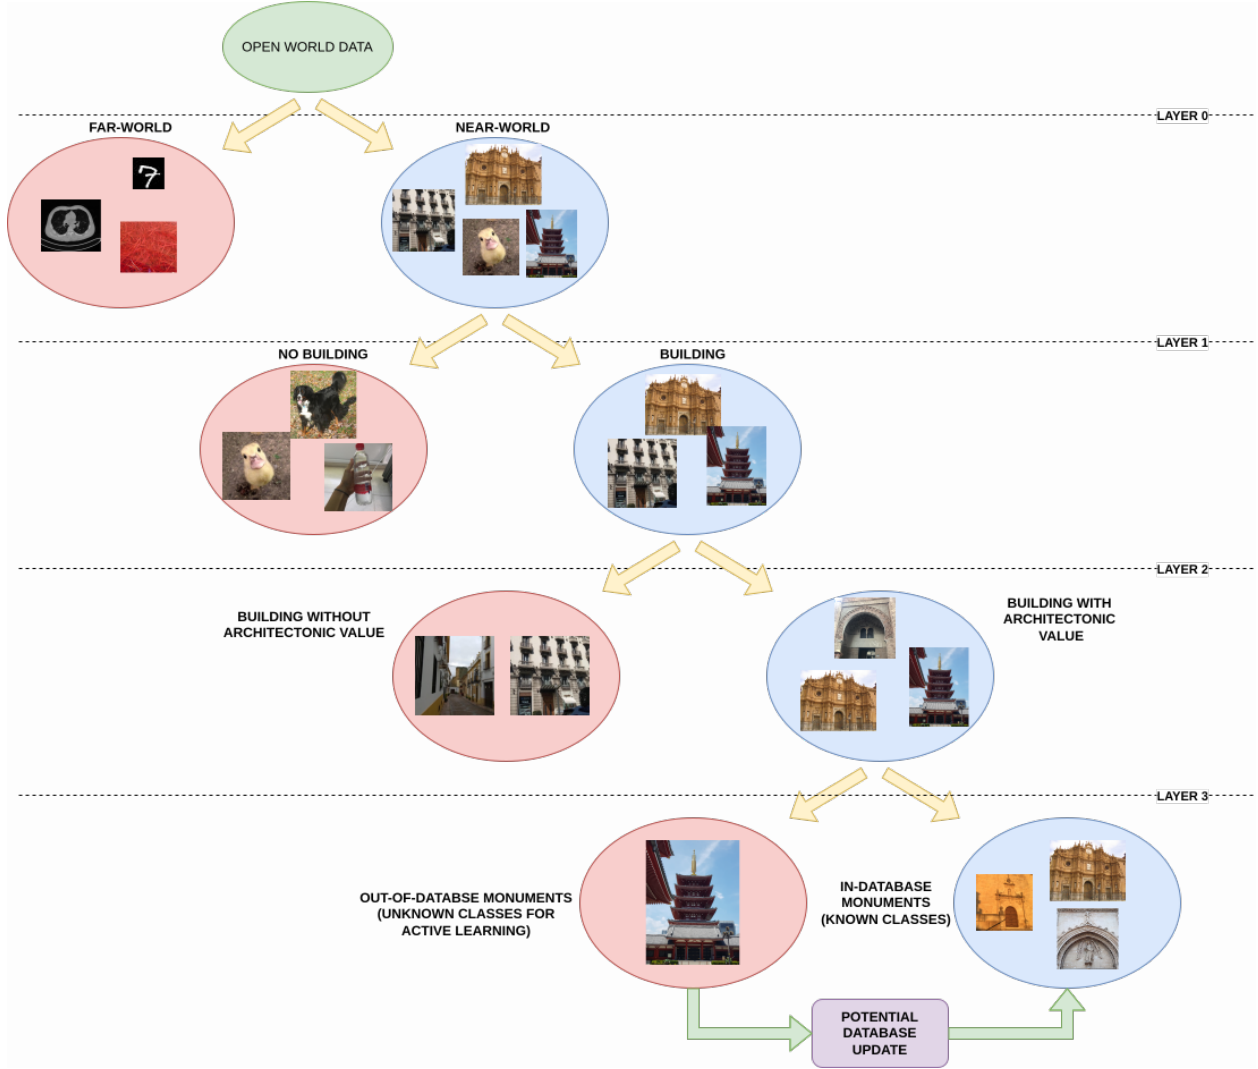 OPEN WORLD DATA
LAYER 0
FAR-WORLD
NEAR-WORLD
7
LAYER 1
NO BUILDING
BUILDING
LAYER 2
BUILDING WITHOUT
ARCHITECTONIC VALUE
BUILDING WITH
ARCHITECTONIC
VALUE
LAYER 3
OUT-OF-DATABSE MONUMENTS
(UNKNOWN CLASSES FOR
ACTIVE LEARNING)
IN-DATABASE
MONUMENTS
(KNOWN CLASSES)
POTENTIAL
DATABASE
UPDATE